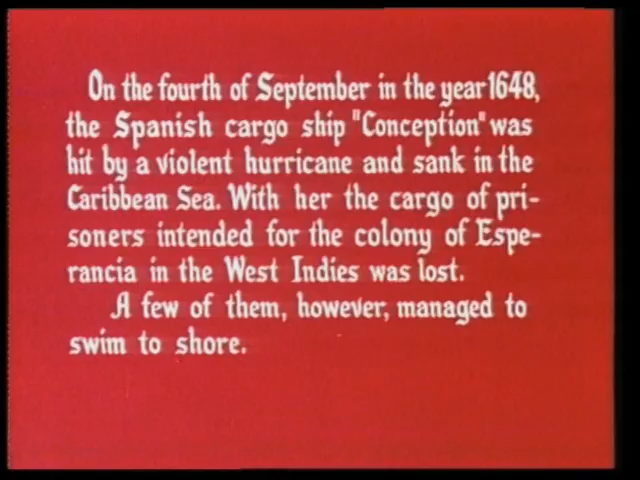 On the fourth of September in the year 1648,
the Spanish cargo ship "Conception" was
hit by a violent hurricane and sank in the
Caribbean Sea. With her the cargo of pri-
soners intended for the colony of Espe-
rancia in the West Indies was lost.
A few of them, however, managed to
swim to shore.